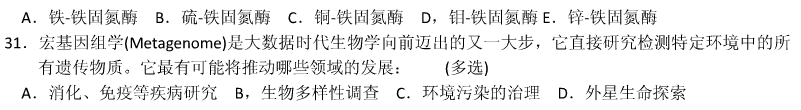 A．铁-铁固氮酶 B．硫-铁固氮酶 C．铜-铁固氮酶 D，钼-铁固氮酶 E．锌-铁固氮酶
31．宏基因组学(Metagenome)是大数据时代生物学向前迈出的又一大步，它直接研究检测特定环境中的所
有遗传物质。它最有可能将推动哪些领域的发展： (多选)
A．消化、免疫等疾病研究 B，生物多样性调查 C．环境污染的治理 D．外星生命探索